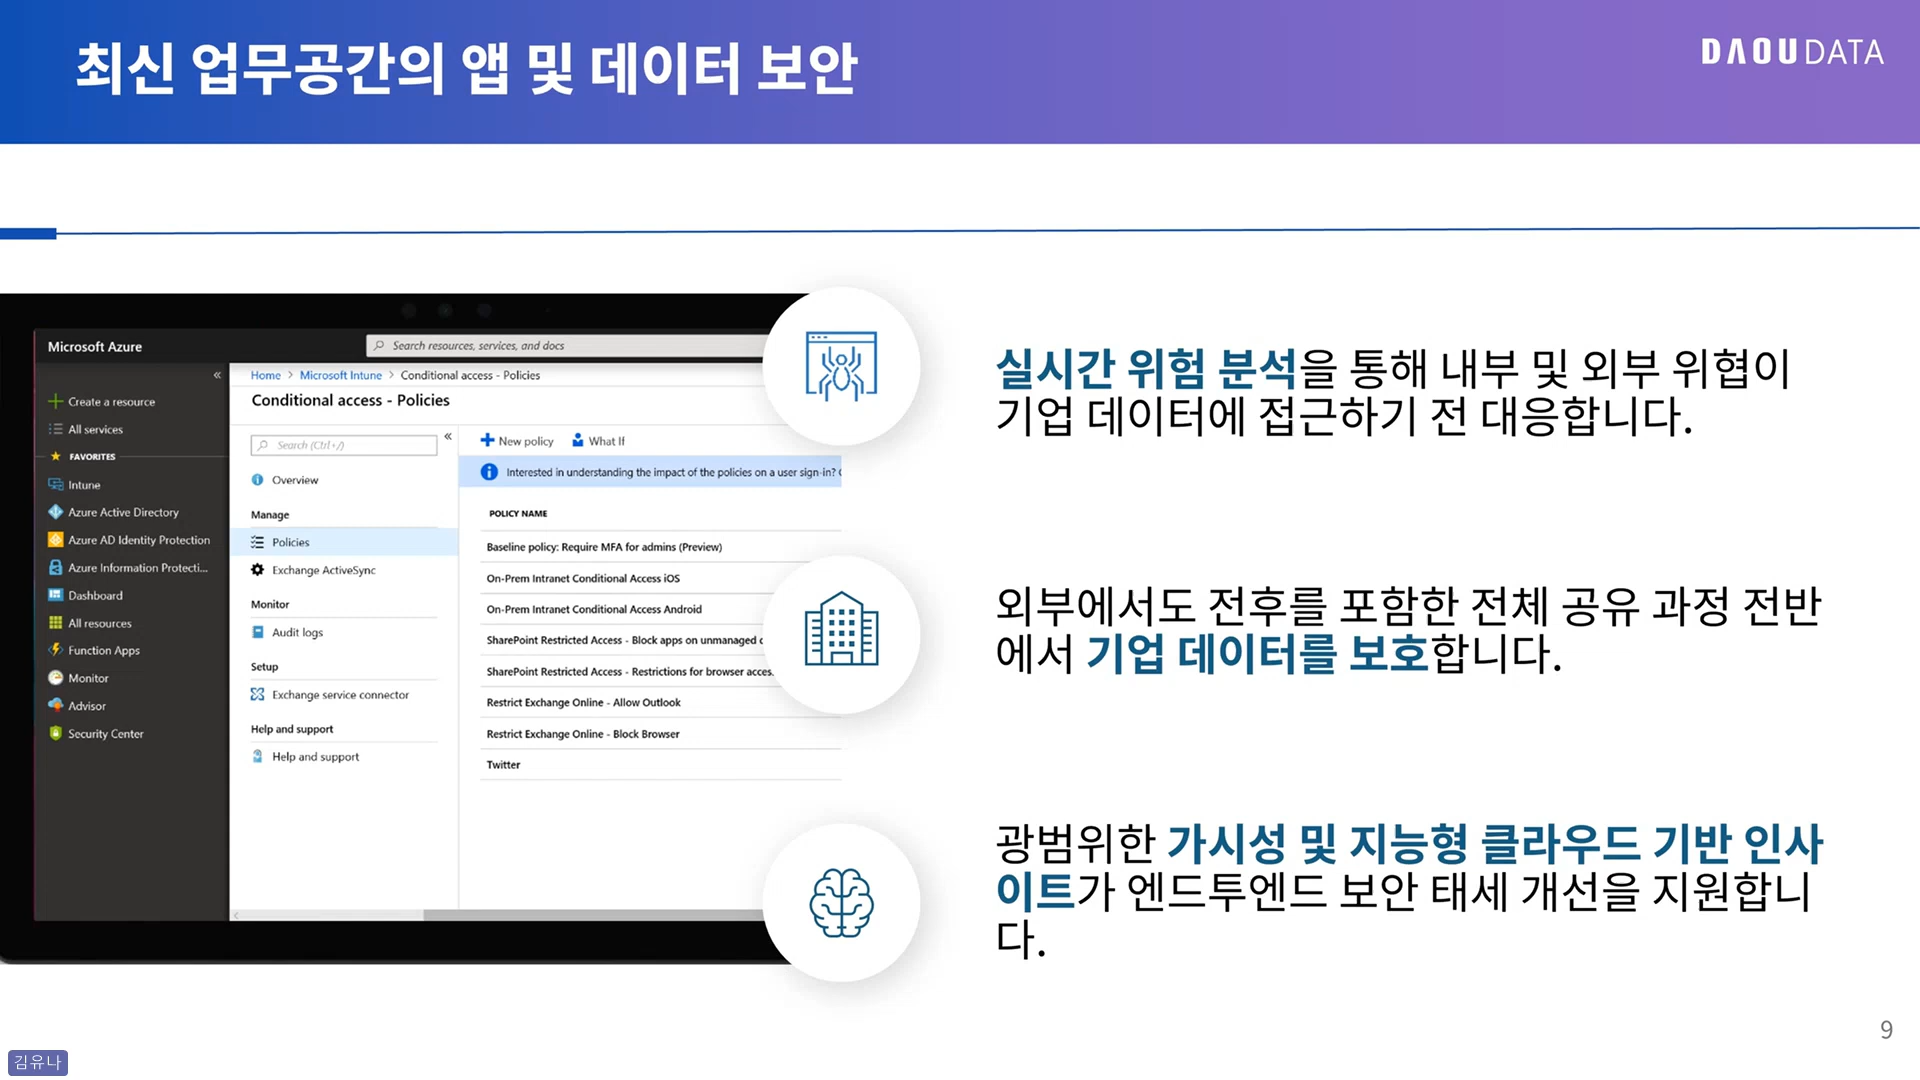 최신 업무공간의 앱 및 데이터 보안
DAOU DATA
Microsoft Azure
Search resources, services, and docs
«
Create a resource
All services
FAVORITES
Intune
Azure Active Directory
Azure AD Identity Protection
Azure Information Protecti...
Dashboard
All resources
Function Apps
Monitor
Advisor
Security Center
Home > Microsoft Intune > Conditional access - Policies
Conditional access - Policies
Search (Ctrl+/)
«
Overview
Manage
Policies
Exchange ActiveSync
Monitor
Audit logs
Setup
Exchange service connector
Help and support
Help and support
New policy
What If
Interested in understanding the impact of the policies on a user sign-in?
POLICY NAME
Baseline policy: Require MFA for admins (Preview)
On-Prem Intranet Conditional Access iOS
On-Prem Intranet Conditional Access Android
SharePoint Restricted Access - Block apps on unmanaged
SharePoint Restricted Access - Restrictions for browser
Restrict Exchange Online - Allow Outlook
Restrict Exchange Online - Block Browser
Twitter
실시간 위험 분석을 통해 내부 및 외부 위협이
기업 데이터에 접근하기 전 대응합니다.
외부에서도 전후를 포함한 전체 공유 과정 전반
에서 기업 데이터를 보호합니다.
광범위한 가시성 및 지능형 클라우드 기반 인사
이트가 엔드투엔드 보안 태세 개선을 지원합니
다.
9
김유나